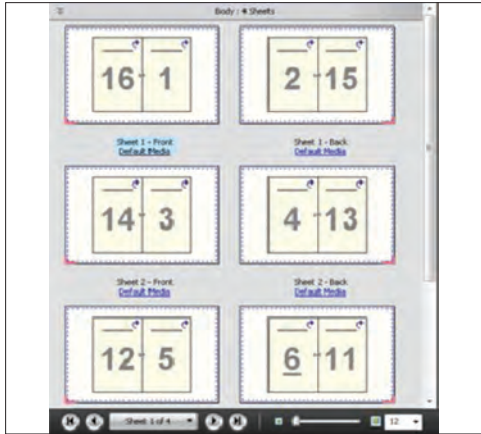 Body : 4 Sheets
16 1
2 15
Sheet 1 - Front
Default Media
Sheet 1 - Back
Default Media
14 3
4 13
Sheet 2 - Front
Default Media
Sheet 2 - Back
Default Media
12 5
6 11
Sheet 1 of 4
12